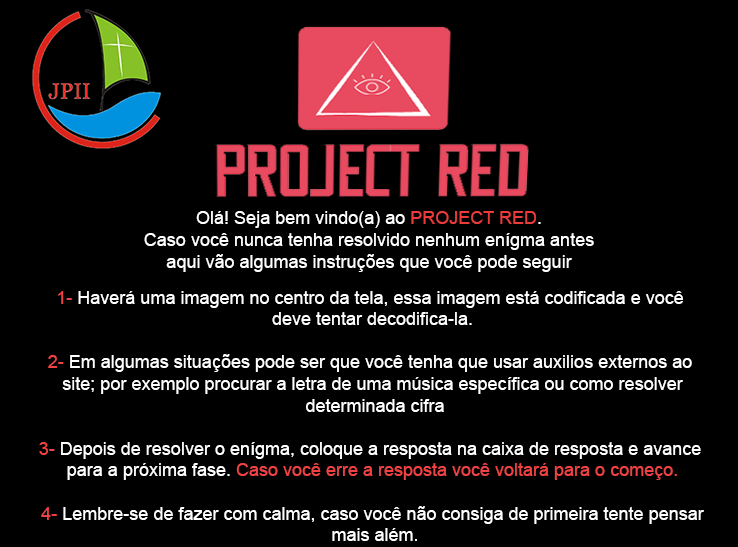 JPII
PROJECT RED
Olá! Seja bem vindo(a) ao PROJECT RED.
Caso você nunca tenha resolvido nenhum enígma antes
aqui vão algumas instruções que você pode seguir
1- Haverá uma imagem no centro da tela, essa imagem está codificada e você
deve tentar decodifica-la.
2- Em algumas situações pode ser que você tenha que usar auxilios externos ao
site; por exemplo procurar a letra de uma música específica ou como resolver
determinada cifra
3- Depois de resolver o enígma, coloque a resposta na caixa de resposta e avance
para a próxima fase. Caso você erre a resposta você voltará para o começo.
4- Lembre-se de fazer com calma, caso você não consiga de primeira tente pensar
mais além.